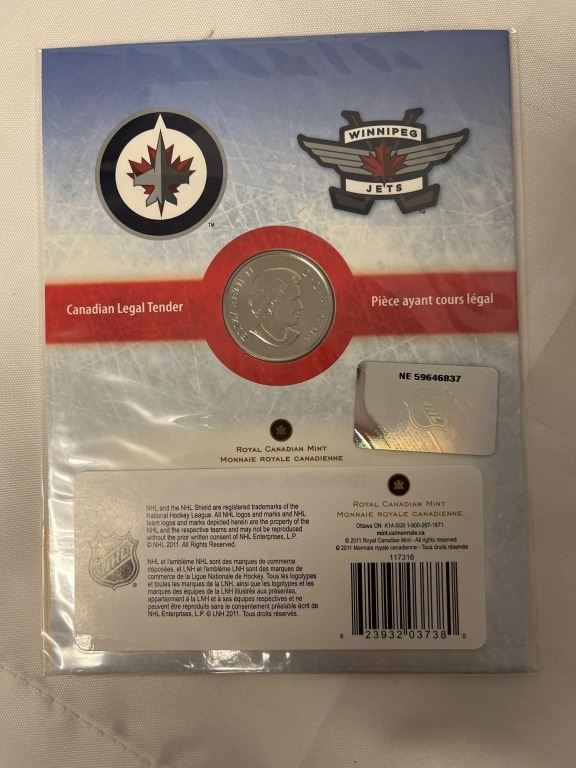 WINNIPEG
JETS
TM
TM
Canadian Legal Tender
Pièce ayant cours légal
ELIZABETH II
NE 59646837
ROYAL CANADIAN MINT
MONNAIE ROYALE CANADIENNE
NHL and the NHL Shield are registered trademarks of the
National Hockey League. All NHL logos and marks and NHL
team logos and marks depicted herein are the property of the
NHL and the respective teams and may not be reproduced
without the prior written consent of NHL Enterprises, L.P.
© NHL 2011. All Rights Reserved.
NHL et l'emblème NHL sont des marques de commerce
déposées, et LNH et l'emblème LNH sont des marques de
commerce de la Ligue Nationale de Hockey. Tous les logotypes
et toutes les marques de la LNH, ainsi que les logotypes et les
marques des équipes de la LNH illustrés aux présentes,
appartiennent à la LNH et à ses équipes respectives et ne
peuvent être reproduits sans le consentement préalable écrit de
NHL Enterprises, L.P. © LNH 2011. Tous droits réservés.
NHL
®
ROYAL CANADIAN MINT
MONNAIE ROYALE CANADIENNE
Ottawa ON K1A 0G8 1-800-267-1871
mint.ca/monnaie.ca
© 2011 Royal Canadian Mint - All rights reserved
© 2011 Monnaie royale canadienne - Tous droits réservés
117316
6 23932 03738 0